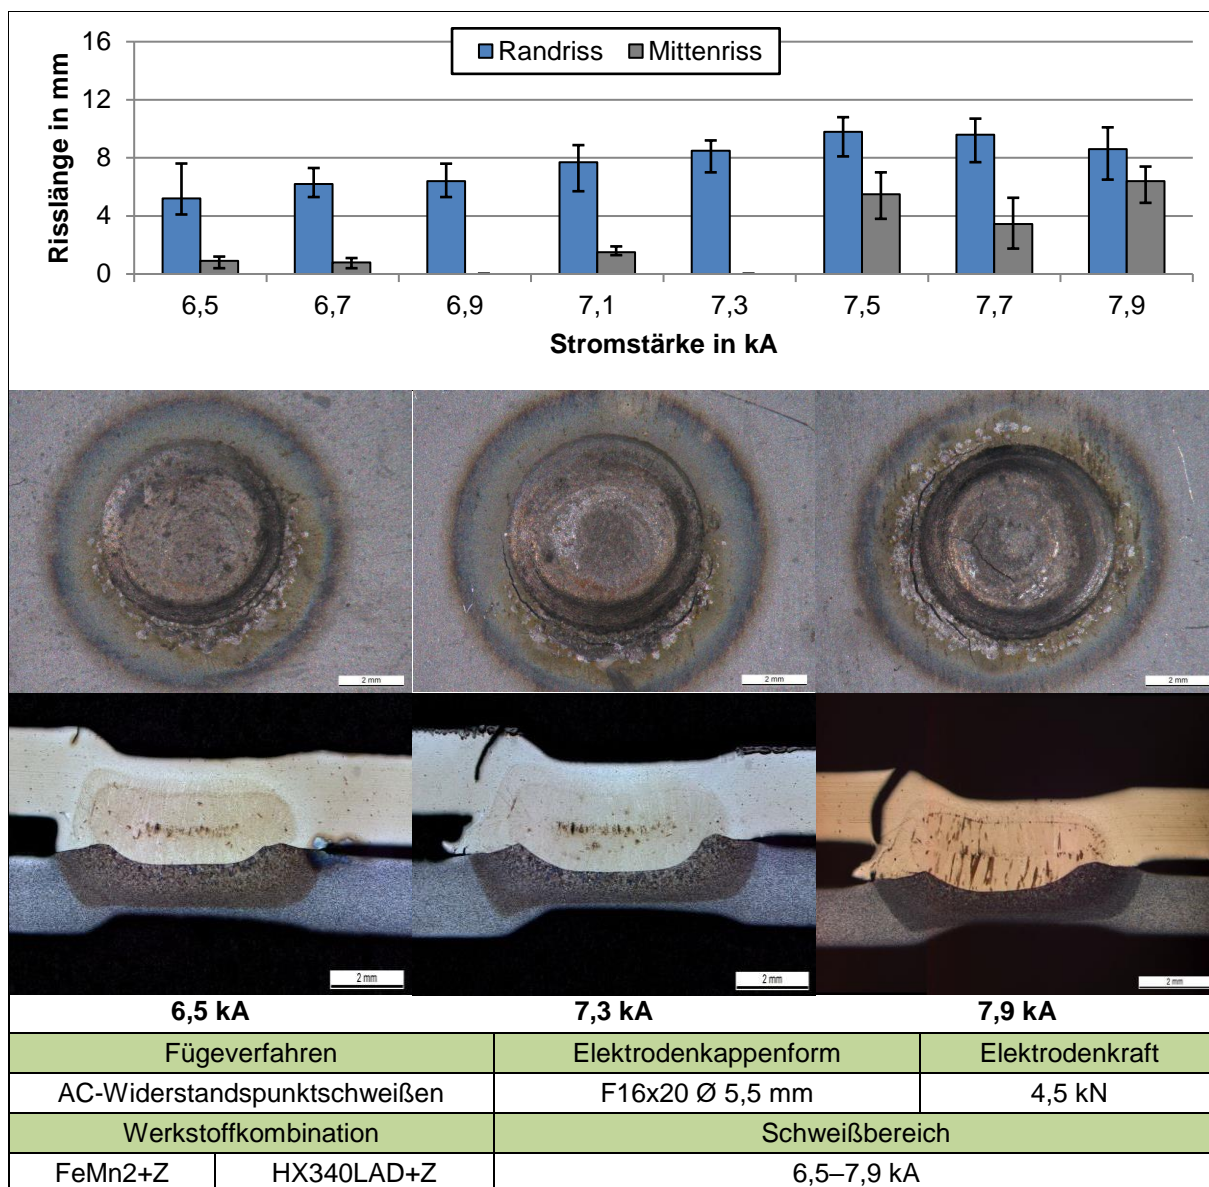 16
Randriss Mittenriss
12
8
4
0
Risslänge in mm
6,5 6,7 6,9 7,1 7,3 7,5 7,7 7,9
Stromstärke in kA
2 mm 2 mm 2 mm
2 mm 2 mm 2 mm
6,5 kA 7,3 kA 7,9 kA
Fügeverfahren Elektrodenkappenform Elektrodenkraft
AC-Widerstandspunktschweißen F16x20 Ø 5,5 mm 4,5 kN
Werkstoffkombination Schweißbereich
FeMn2+Z HX340LAD+Z 6,5–7,9 kA